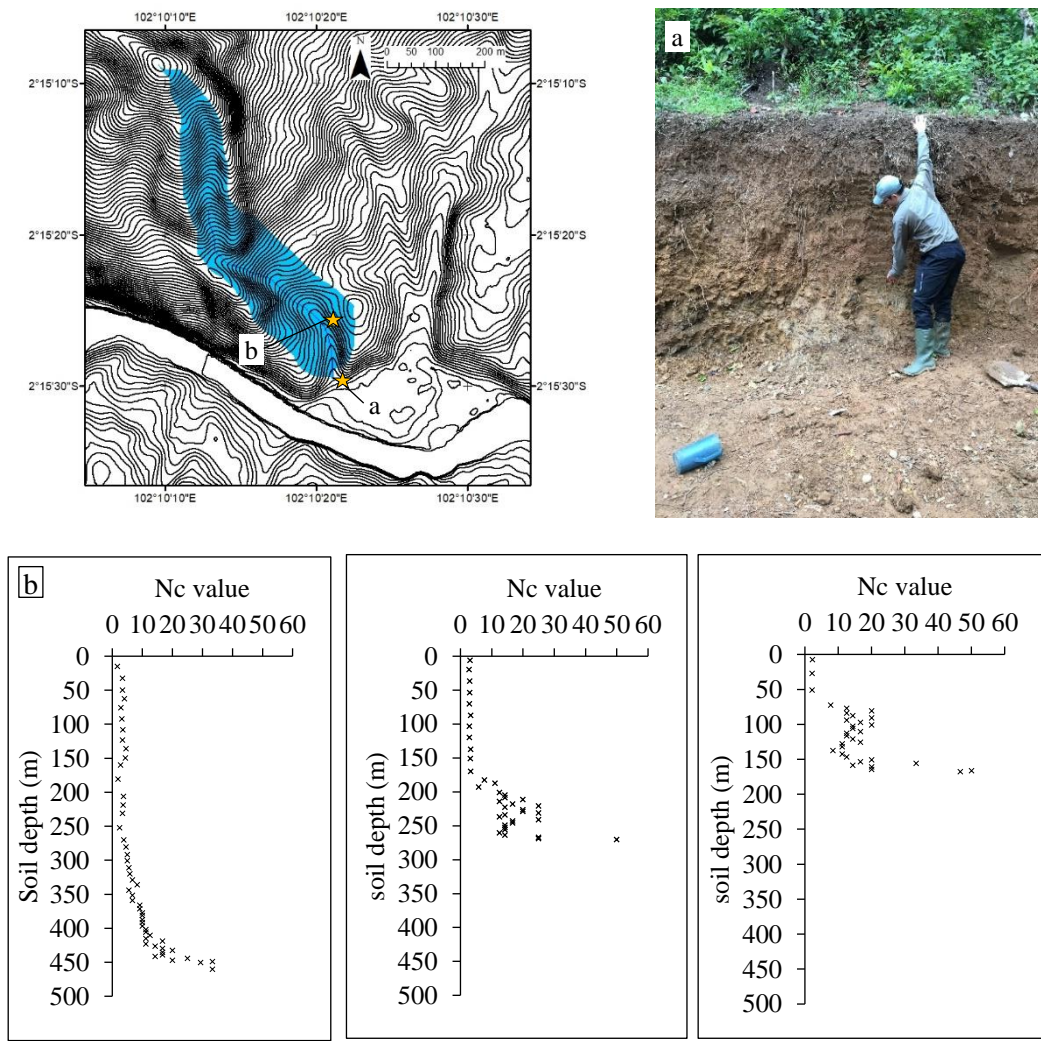 102°10'10"E 102°10'20"E 102°10'30"E
N
0 50 100 200 m
2°15'10"S 2°15'10"S
2°15'20"S 2°15'20"S
b
2°15'30"S 2°15'30"S
a
102°10'10"E 102°10'20"E 102°10'30"E
a
b
Nc value
0 10 20 30 40 50 60
0
50
100
150
200
250
300
350
400
450
500
Soil depth (m)
Nc value
0 10 20 30 40 50 60
0
50
100
150
200
250
300
350
400
450
500
soil depth (m)
Nc value
0 10 20 30 40 50 60
0
50
100
150
200
250
300
350
400
450
500
soil depth (m)